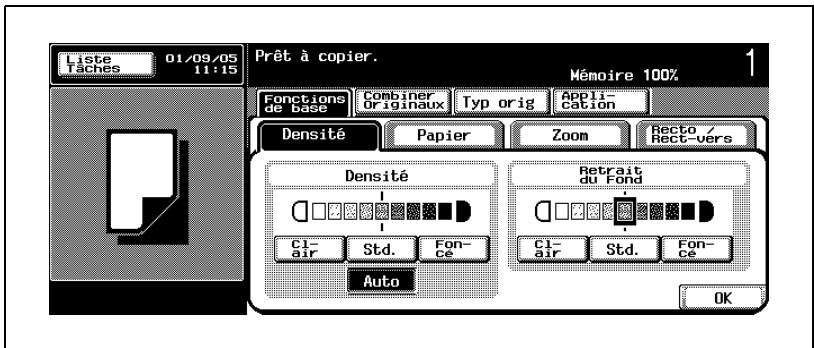 Liste
Tâches
01/09/05
11:15
Prêt à copier.
Mémoire 100%
1
Fonctions
de base
Combiner
Originaux
Typ orig
Appli-
cation
Densité
Papier
Zoom
Recto /
Rect-vers
Densité
Retrait
du Fond
Cl-
air
Std.
Fon-
cé
Cl-
air
Std.
Fon-
cé
Auto
OK